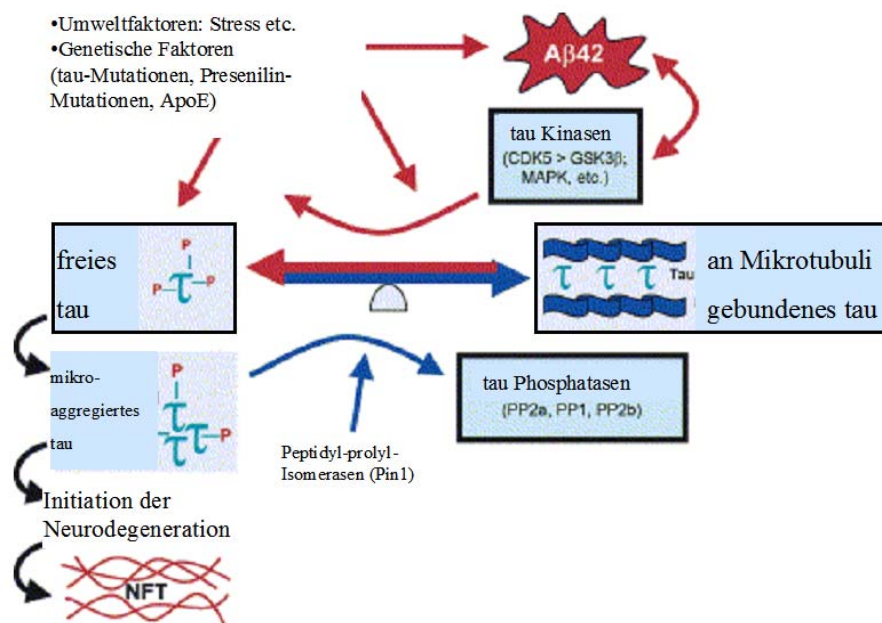 •Umweltfaktoren: Stress etc.
•Genetische Faktoren
(tau-Mutationen, Presenilin-
Mutationen, ApoE)
Aβ42
tau Kinasen
(CDK5 > GSK3β;
MAPK, etc.)
freies
tau
P
P
P
τ
τ τ τ
Tau
an Mikrotubuli
gebundenes tau
mikro-
aggregiertes
tau
P
τ
τ τ τ
P
tau Phosphatasen
(PP2a, PP1, PP2b)
Peptidyl-prolyl-
Isomerasen (Pin1)
Initiation der
Neurodegeneration
NFT